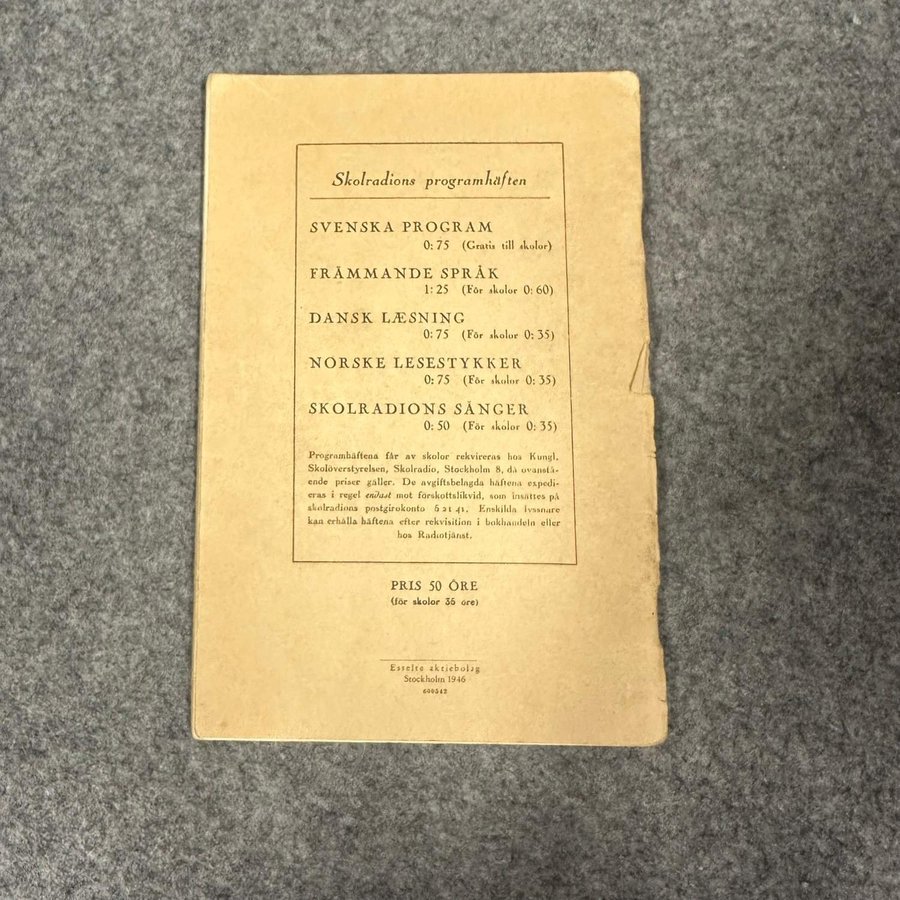 Skolradions programhäften
SVENSKA PROGRAM
0:75 (Gratis till skolor)
FRÄMMANDE SPRÅK
1:25 (För skolor 0:60)
DANSK LÆSNING
0:75 (För skolor 0:35)
NORSKE LESESTYKKER
0:75 (För skolor 0:35)
SKOLRADIONS SÅNGER
0:50 (För skolor 0:35)
Programhäftena får av skolor rekvireras hos Kungl.
Skolöverstyrelsen, Skolradio, Stockholm 8, då ovanstå-
ende priser gäller. De avgiftsbelagda häftena expedi-
eras i regel endast mot förskottslikvid, som insättes på
skolradions postgirokonto 5 21 41. Enskilda lyssnare
kan erhålla häftena efter rekvisition i bokhandeln eller
hos Radiotjänst.
PRIS 50 ÖRE
(för skolor 35 öre)
Esselte aktiebolag
Stockholm 1946
600542